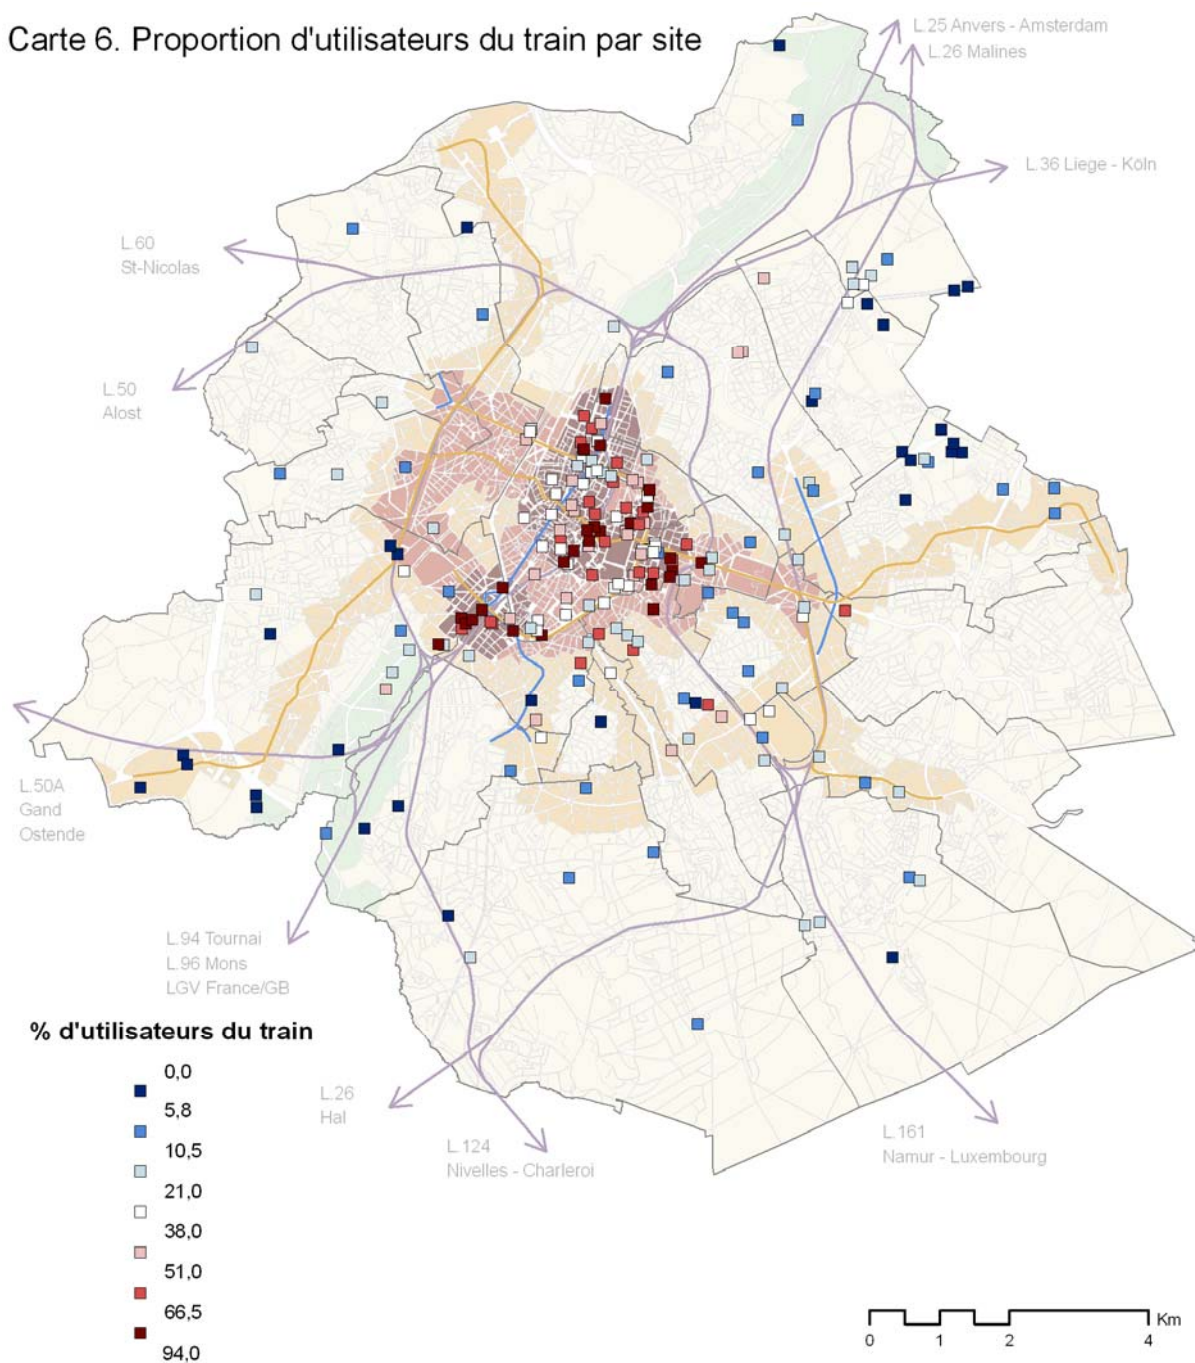 Carte 6. Proportion d'utilisateurs du train par site
L.25 Anvers - Amsterdam
L.26 Malines
L.36 Liege - Köln
L.60
St-Nicolas
L.50
Alost
L.50A
Gand
Ostende
L.94 Tournai
L.96 Mons
LGV France/GB
% d'utilisateurs du train
0,0
5,8
10,5
21,0
38,0
51,0
66,5
94,0
L.26
Hal
L.124
Nivelles - Charleroi
L.161
Namur - Luxembourg
Km
0 1 2 4